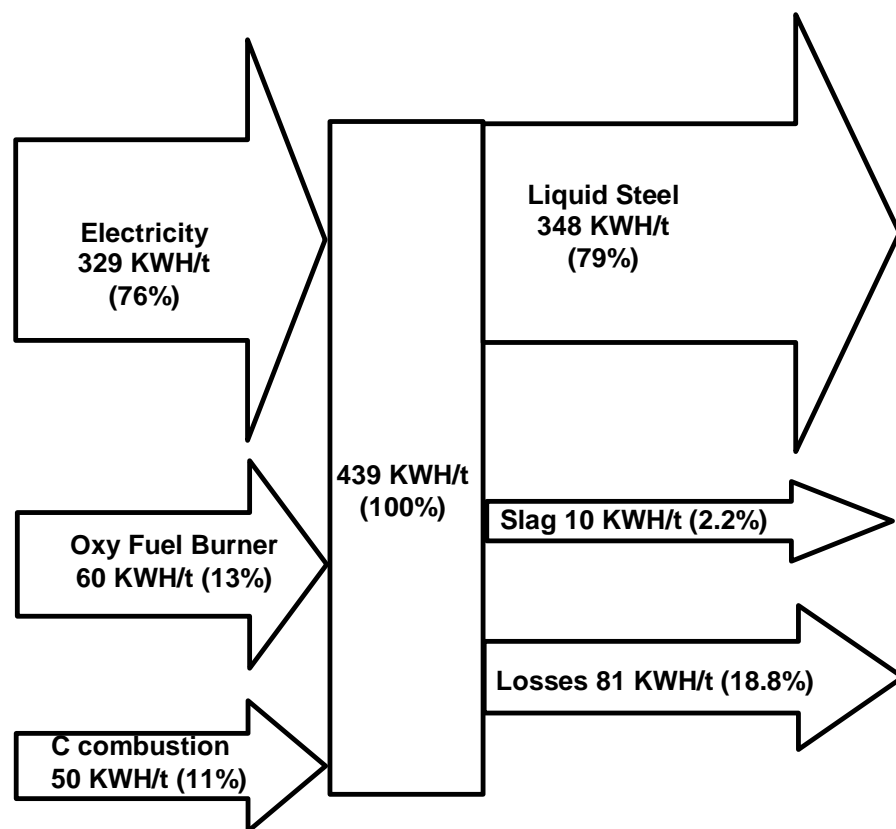 Electricity
329 KWH/t
(76%)
Oxy Fuel Burner
60 KWH/t (13%)
C combustion
50 KWH/t (11%)
439 KWH/t
(100%)
Liquid Steel
348 KWH/t
(79%)
Slag 10 KWH/t (2.2%)
Losses 81 KWH/t (18.8%)